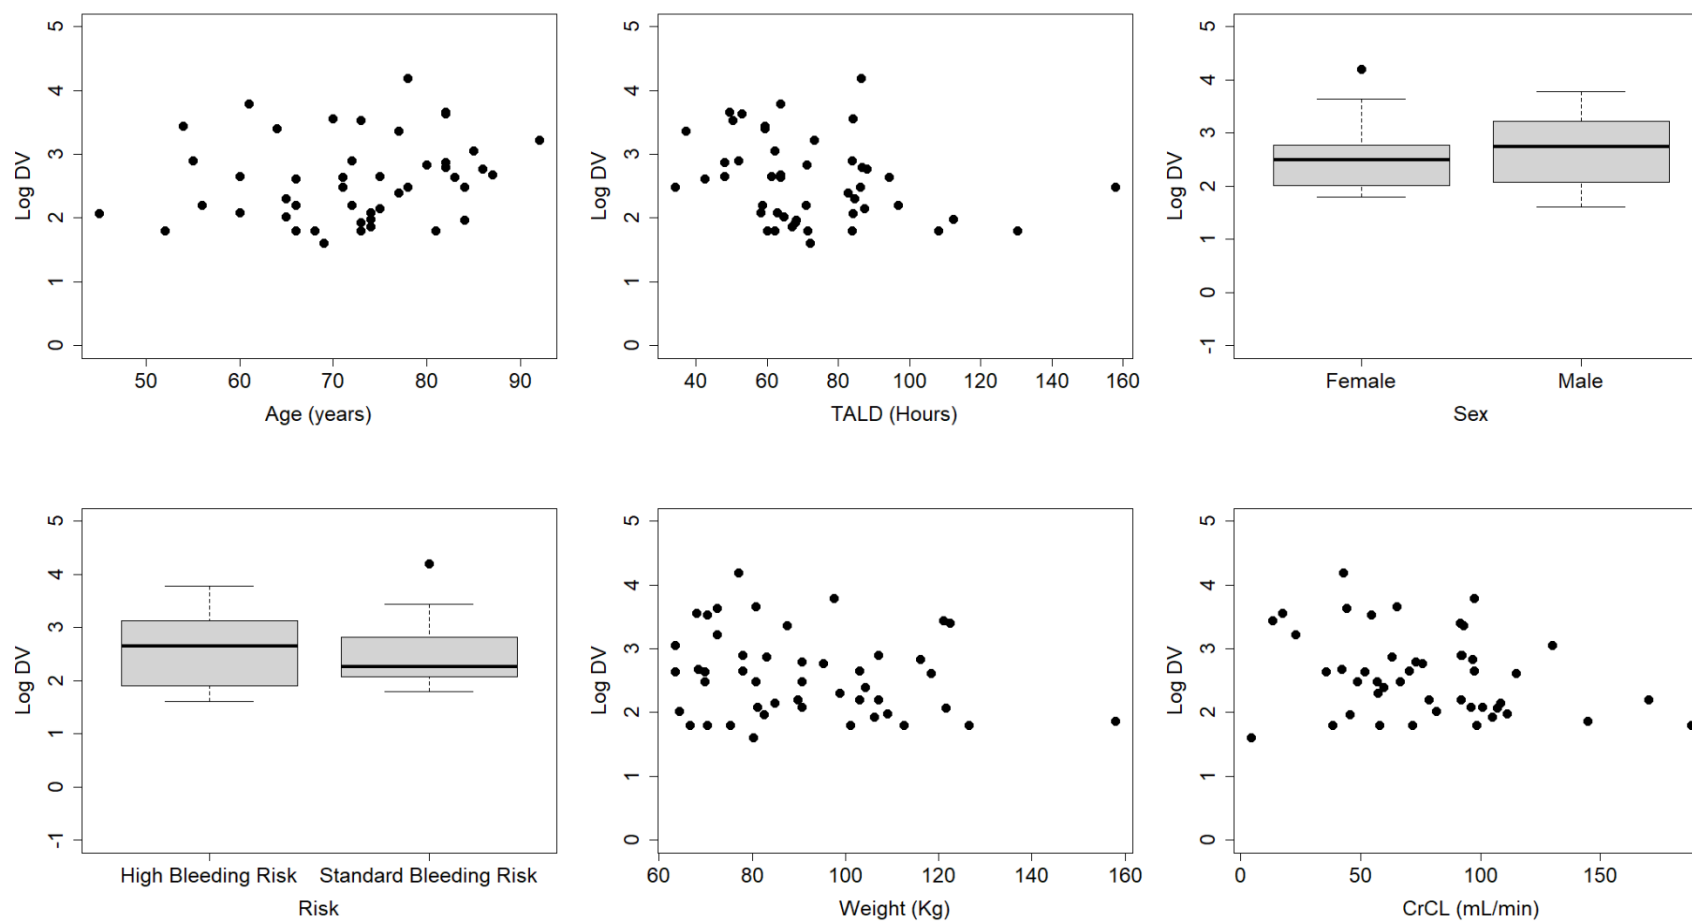 5
4
3
2
1
0
Log DV
50 60 70 80 90
Age (years)
5
4
3
2
1
0
Log DV
40 60 80 100 120 140 160
TALD (Hours)
5
4
3
2
1
0
-1
Log DV
Female Male
Sex
5
4
3
2
1
0
-1
Log DV
High Bleeding Risk Standard Bleeding Risk
Risk
5
4
3
2
1
0
Log DV
60 80 100 120 140 160
Weight (Kg)
5
4
3
2
1
0
Log DV
0 50 100 150
CrCL (mL/min)